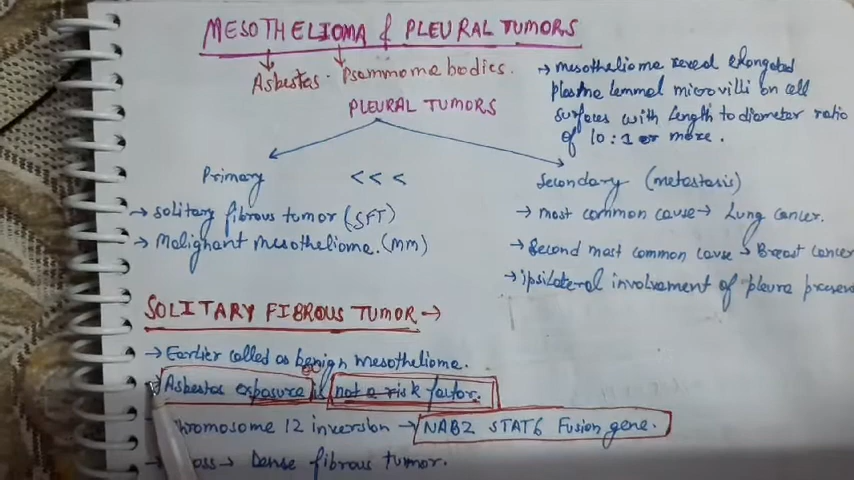 MESOTHELIOMA & PLEURAL TUMORS
Asbestas. Psammoma bodies.
→ mesothelioma reveal elongated
plasma lemmal microvilli on cell
surfaces with length to diameter ratio
of 10:1 or more.
PLEURAL TUMORS
Primary <<< Secondary (metastasis)
→ solitary fibrous tumor (SFT)
→ Malignant mesothelioma. (MM)
→ most common cause → Lung cancer.
→ Second most common cause → Breast cancer
→ ipsilateral involvement of pleura present
SOLITARY FIBROUS TUMOR →
→ Earlier called as benign mesothelioma.
Asbestas exposure is not a risk factor.
chromosome 12 inversion → NAB2 STAT6 Fusion gene.
→ Dense fibrous tumor.